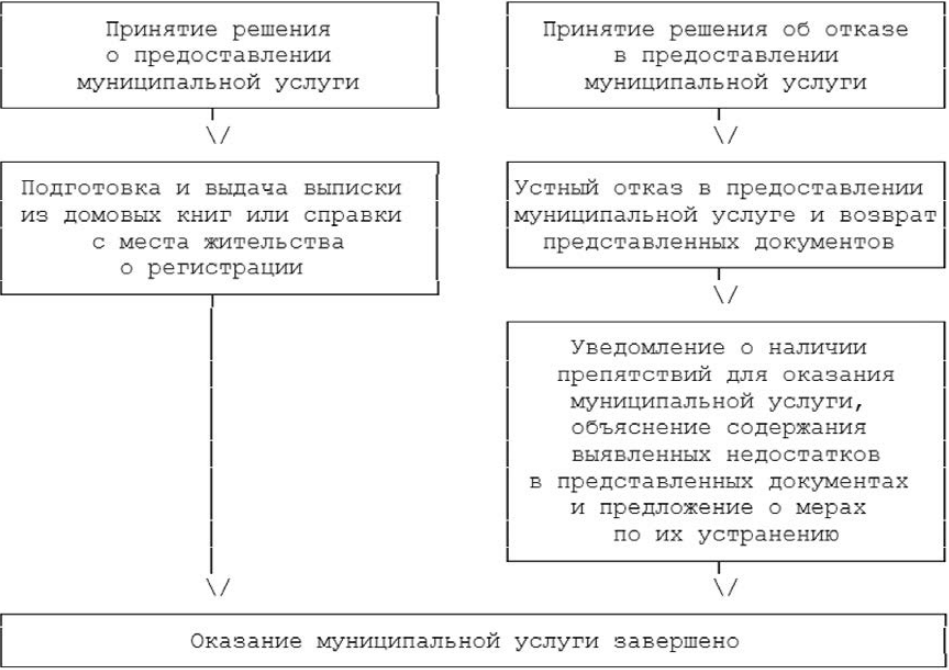 Принятие решения
о предоставлении
муниципальной услуги
Принятие решения об отказе
в предоставлении
муниципальной услуги
\/
\/
Подготовка и выдача выписки
из домовых книг или справки
с места жительства
о регистрации
Устный отказ в предоставлении
муниципальной услуге и возврат
представленных документов
\/
Уведомление о наличии
препятствий для оказания
муниципальной услуги,
объяснение содержания
выявленных недостатков
в представленных документах
и предложение о мерах
по их устранению
\/
\/
Оказание муниципальной услуги завершено